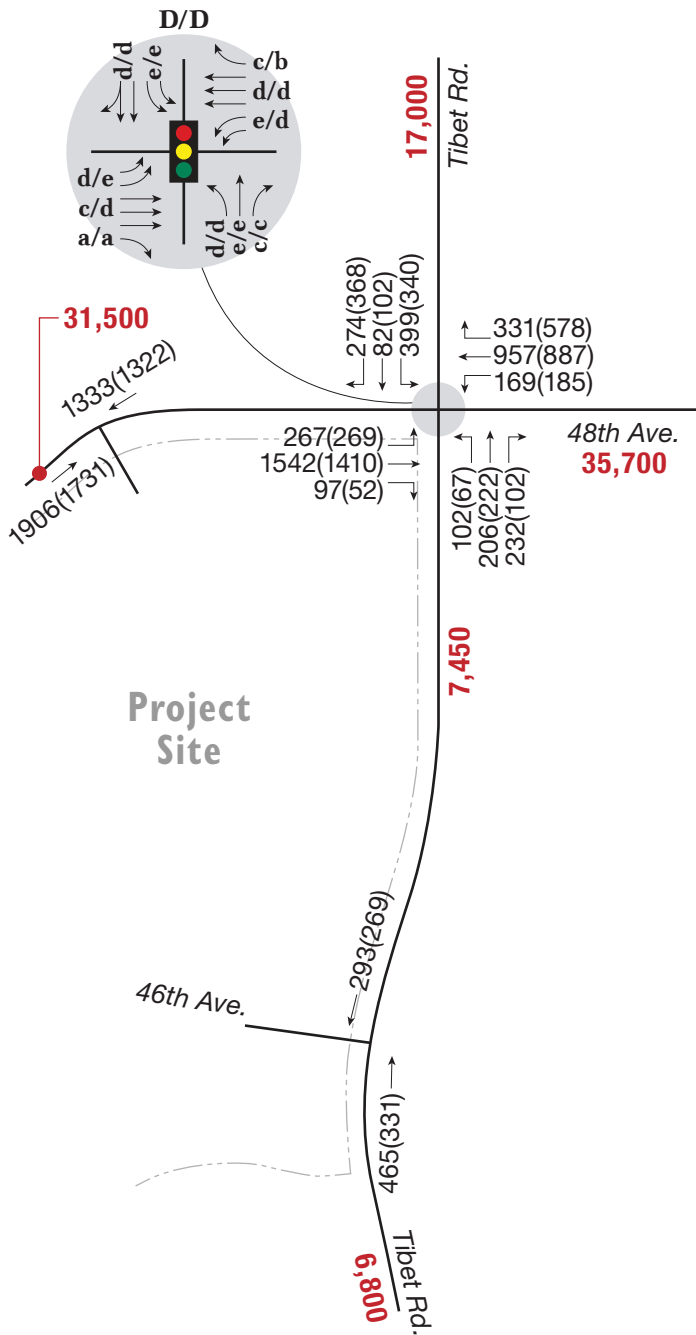 D/D
d/d
e/e
c/b
d/d
e/d
d/e
c/d
a/a
d/d
e/e
c/c
17,000
Tibet Rd.
31,500
274(368)
82(102)
399(340)
331(578)
957(887)
169(185)
1333(1322)
1906(1731)
267(269)
1542(1410)
97(52)
102(67)
206(222)
232(102)
48th Ave.
35,700
7,450
Project
Site
293(269)
46th Ave.
465(331)
Tibet Rd.
6,800